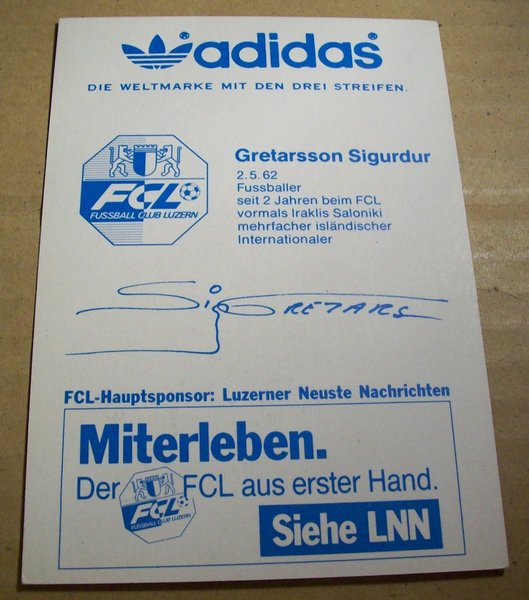 adidas®
DIE WELTMARKE MIT DEN DREI STREIFEN.
FCL
FUSSBALL CLUB LUZERN
Gretarsson Sigurdur
2.5.62
Fussballer
seit 2 Jahren beim FCL
vormals Iraklis Saloniki
mehrfacher isländischer
Internationaler
Sig GRETARS
FCL-Hauptsponsor: Luzerner Neuste Nachrichten
Miterleben.
Der FCL aus erster Hand.
FCL
FUSSBALL CLUB LUZERN
Siehe LNN